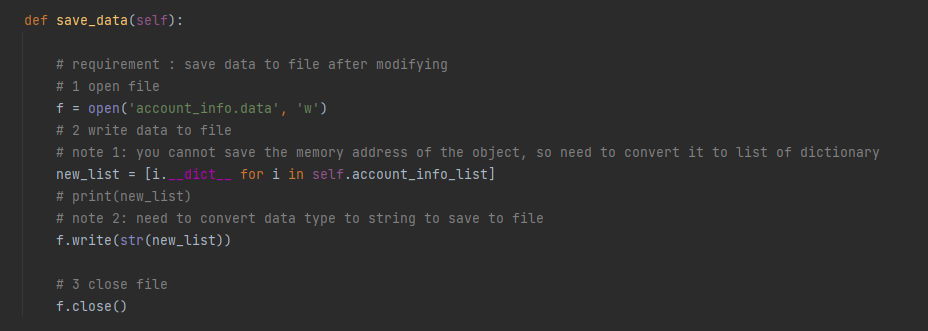 def save_data(self):
# requirement : save data to file after modifying
# 1 open file
f = open('account_info.data', 'w')
# 2 write data to file
# note 1: you cannot save the memory address of the object, so need to convert it to list of dictionary
new_list = [i.__dict__ for i in self.account_info_list]
# print(new_list)
# note 2: need to convert data type to string to save to file
f.write(str(new_list))
# 3 close file
f.close()